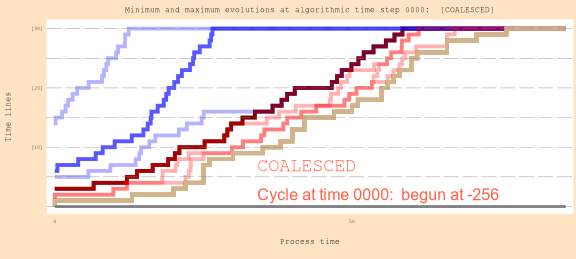 Minimum and maximum evolutions at algorithmic time step 0000: [COALESCED]
[30]
[20]
[10]
Time lines
COALESCED
Cycle at time 0000: begun at -256
0
50
Process time